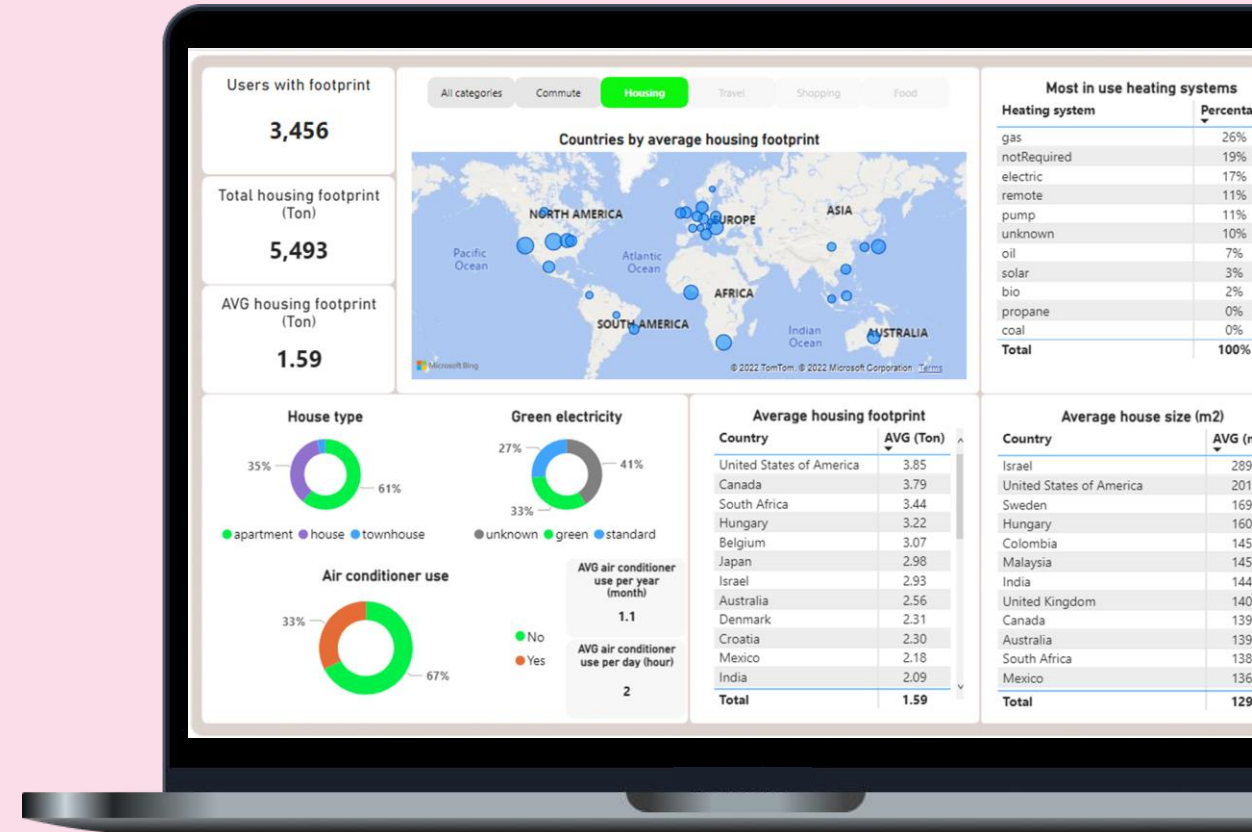 Users with footprint
3,456
Total housing footprint
(Ton)
5,493
AVG housing footprint
(Ton)
1.59
All categories Commute Housing Travel Shopping Food
Countries by average housing footprint
NORTH AMERICA
EUROPE
ASIA
Pacific
Ocean
Atlantic
Ocean
AFRICA
SOUTH AMERICA
Indian
Ocean
AUSTRALIA
Microsoft Bing
© 2022 TomTom, © 2022 Microsoft Corporation Terms
Most in use heating systems
Heating system Percenta
gas 26%
notRequired 19%
electric 17%
remote 11%
pump 11%
unknown 10%
oil 7%
solar 3%
bio 2%
propane 0%
coal 0%
Total 100%
House type
35%
61%
apartment house townhouse
Green electricity
27%
41%
33%
unknown green standard
Air conditioner use
33%
67%
No
Yes
AVG air conditioner
use per year
(month)
1.1
AVG air conditioner
use per day (hour)
2
Average housing footprint
Country AVG (Ton)
United States of America 3.85
Canada 3.79
South Africa 3.44
Hungary 3.22
Belgium 3.07
Japan 2.98
Israel 2.93
Australia 2.56
Denmark 2.31
Croatia 2.30
Mexico 2.18
India 2.09
Total 1.59
Average house size (m2)
Country AVG (m
Israel 289
United States of America 201
Sweden 169
Hungary 160
Colombia 145
Malaysia 145
India 144
United Kingdom 140
Canada 139
Australia 139
South Africa 138
Mexico 136
Total 129